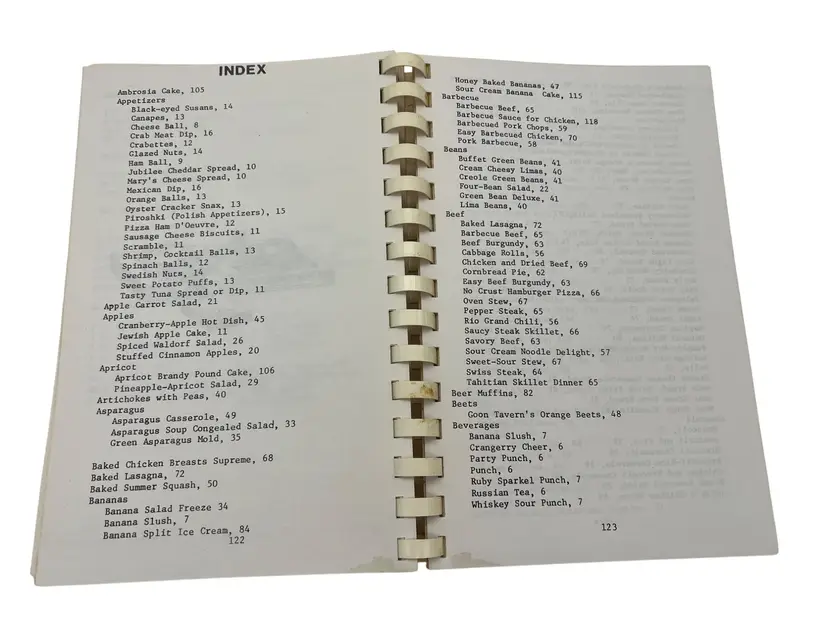 INDEX
Ambrosia Cake, 105
Appetizers
Black-eyed Susans, 14
Canapes, 13
Cheese Ball, 8
Crab Meat Dip, 16
Crabettes, 12
Glazed Nuts, 14
Ham Ball, 9
Jubilee Cheddar Spread, 10
Mary's Cheese Spread, 10
Mexican Dip, 16
Orange Balls, 13
Oyster Cracker Snax, 13
Piroshki (Polish Appetizers), 15
Pizza Ham D'Oeuvre, 12
Sausage Cheese Biscuits, 11
Scramble, 11
Shrimp, Cocktail Balls, 13
Spinach Balls, 12
Swedish Nuts, 14
Sweet Potato Puffs, 13
Tasty Tuna Spread or Dip, 11
Apple Carrot Salad, 21
Apples
Cranberry-Apple Hot Dish, 45
Jewish Apple Cake, 11
Spiced Waldorf Salad, 26
Stuffed Cinnamon Apples, 20
Apricot
Apricot Brandy Pound Cake, 106
Pineapple-Apricot Salad, 29
Artichokes with Peas, 40
Asparagus
Asparagus Casserole, 49
Asparagus Soup Congealed Salad, 33
Green Asparagus Mold, 35
Baked Chicken Breasts Supreme, 68
Baked Lasagna, 72
Baked Summer Squash, 50
Bananas
Banana Salad Freeze 34
Banana Slush, 7
Banana Split Ice Cream, 84
122
Honey Baked Bananas, 47
Sour Cream Banana Cake, 115
Barbecue
Barbecue Beef, 65
Barbecue Sauce for Chicken, 118
Barbecued Pork Chops, 59
Easy Barbecued Chicken, 70
Pork Barbecue, 58
Beans
Buffet Green Beans, 41
Cream Cheesy Limas, 40
Creole Green Beans, 41
Four-Bean Salad, 22
Green Bean Deluxe, 41
Lima Beans, 40
Beef
Baked Lasagna, 72
Barbecue Beef, 65
Beef Burgundy, 63
Cabbage Rolls, 56
Chicken and Dried Beef, 69
Cornbread Pie, 62
Easy Beef Burgundy, 63
No Crust Hamburger Pizza, 66
Oven Stew, 67
Pepper Steak, 65
Rio Grand Chili, 56
Saucy Steak Skillet, 66
Savory Beef, 63
Sour Cream Noodle Delight, 57
Sweet-Sour Stew, 67
Swiss Steak, 64
Tahitian Skillet Dinner 65
Beer Muffins, 82
Beets
Goon Tavern's Orange Beets, 48
Beverages
Banana Slush, 7
Crangerry Cheer, 6
Party Punch, 6
Punch, 6
Ruby Sparkel Punch, 7
Russian Tea, 6
Whiskey Sour Punch, 7
123